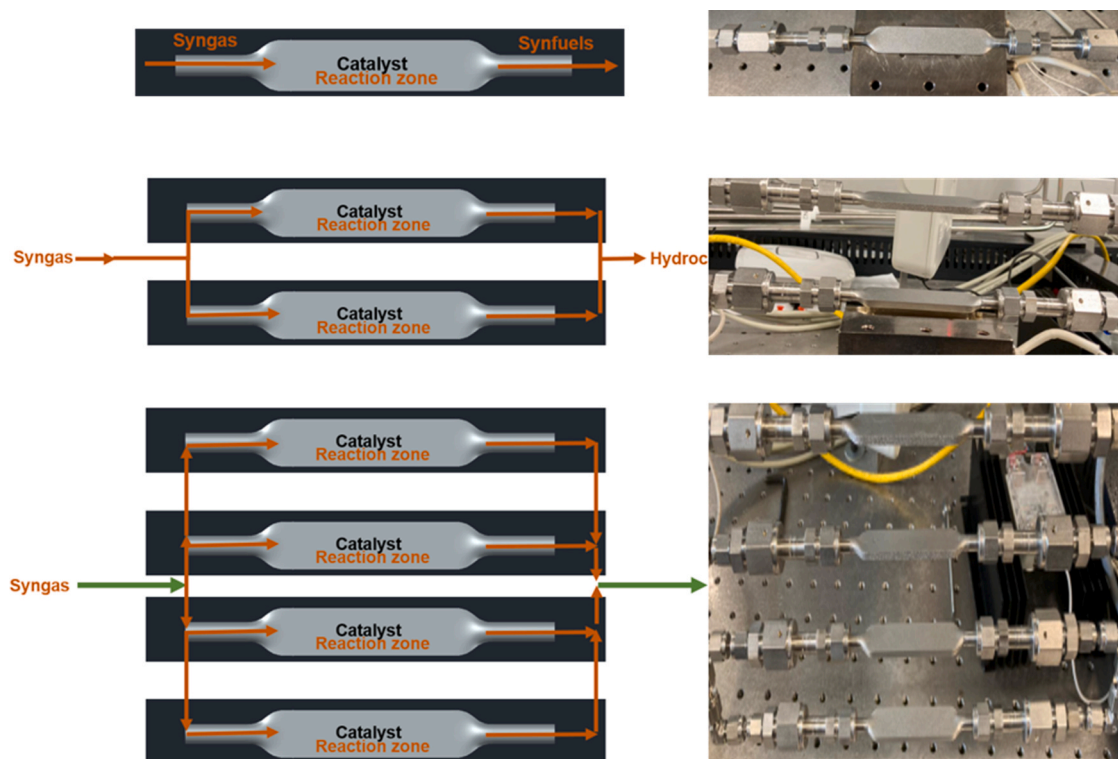 Syngas
Synfuels
Catalyst
Reaction zone
Catalyst
Reaction zone
Syngas
Hydroc
Catalyst
Reaction zone
Catalyst
Reaction zone
Catalyst
Reaction zone
Syngas
Catalyst
Reaction zone
Catalyst
Reaction zone